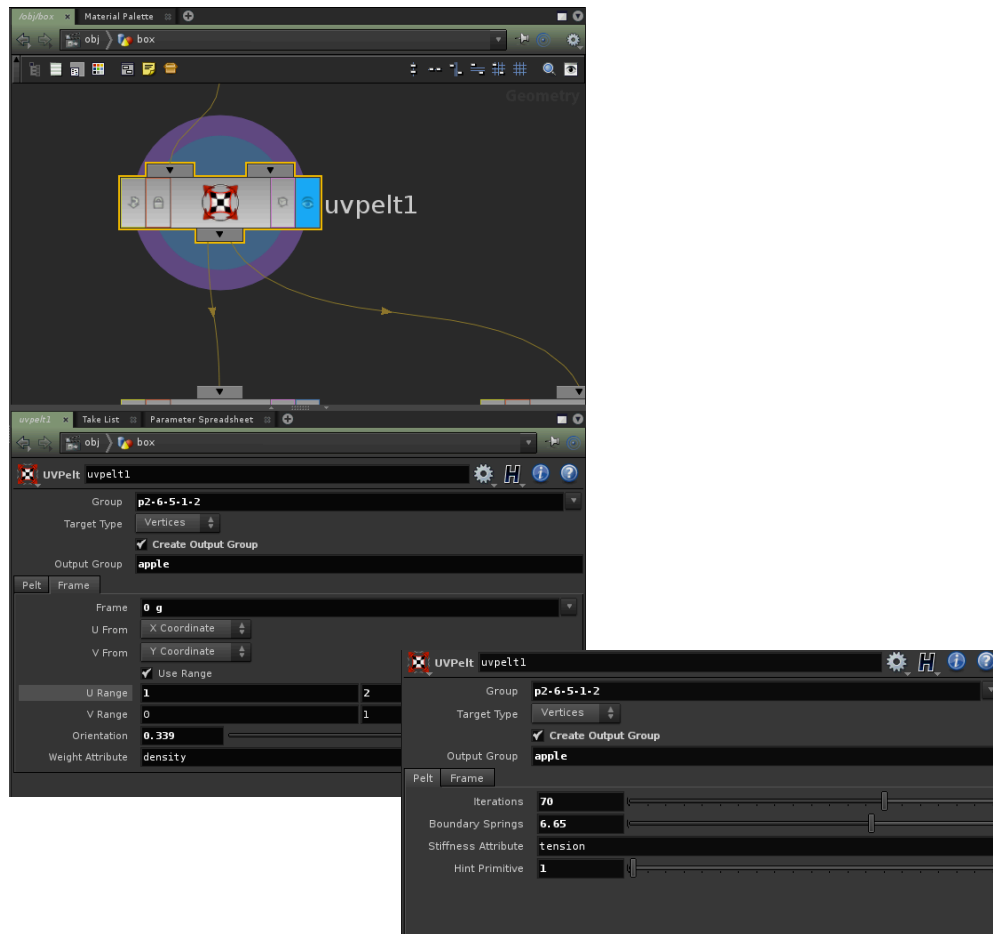 /obj/box Material Palette
obj box
Geometry
uvpelt1
uvpelt1 Take List Parameter Spreadsheet
obj box
UVPelt uvpelt1
Group p2-6-5-1-2
Target Type Vertices
Create Output Group
Output Group apple
Pelt Frame
Frame 0 g
U From X Coordinate
V From Y Coordinate
Use Range
U Range 1 2
V Range 0 1
Orientation 0.339
Weight Attribute density
UVPelt uvpelt1
Group p2-6-5-1-2
Target Type Vertices
Create Output Group
Output Group apple
Pelt Frame
Iterations 70
Boundary Springs 6.65
Stiffness Attribute tension
Hint Primitive 1